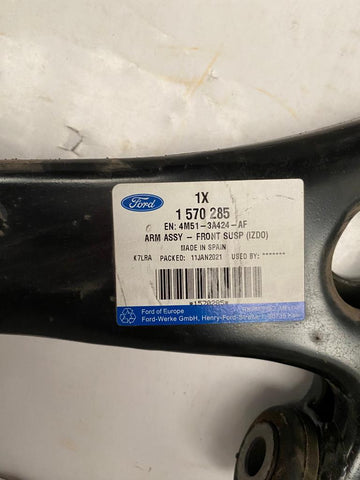 Ford
1X
1 570 285
EN: 4M51-3A424-AF
ARM ASSY - FRONT SUSP (IZDO)
MADE IN SPAIN
K7LRA PACKED: 11JAN2021 USED BY: *******
*1570285*
Ford of Europe
Ford-Werke GmbH, Henry-Ford-Straße 1